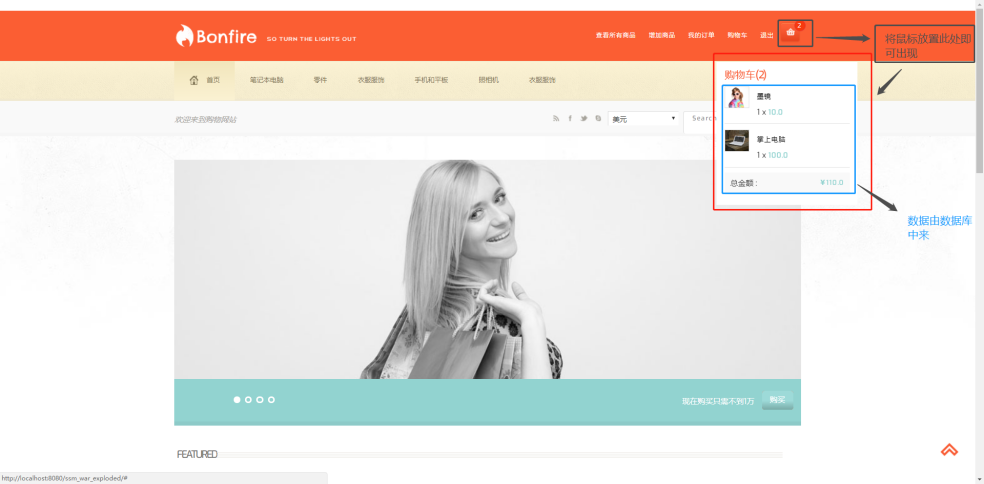 Bonfire SO TURN THE LIGHTS OUT
查看所有商品 增加商品 我的订单 购物车 退出 2
将鼠标放置此处即
可出现
首页 笔记本电脑 零件 衣服服饰 手机和平板 照相机 衣服服饰
购物车(2)
墨镜
1 x 10.0
掌上电脑
1 x 100.0
总金额: ¥110.0
欢迎来到购物网站
美元 Search
数据由数据库
中来
现在购买只需不到1万 购买
FEATURED
http://localhost:8080/ssm_war_exploded/#